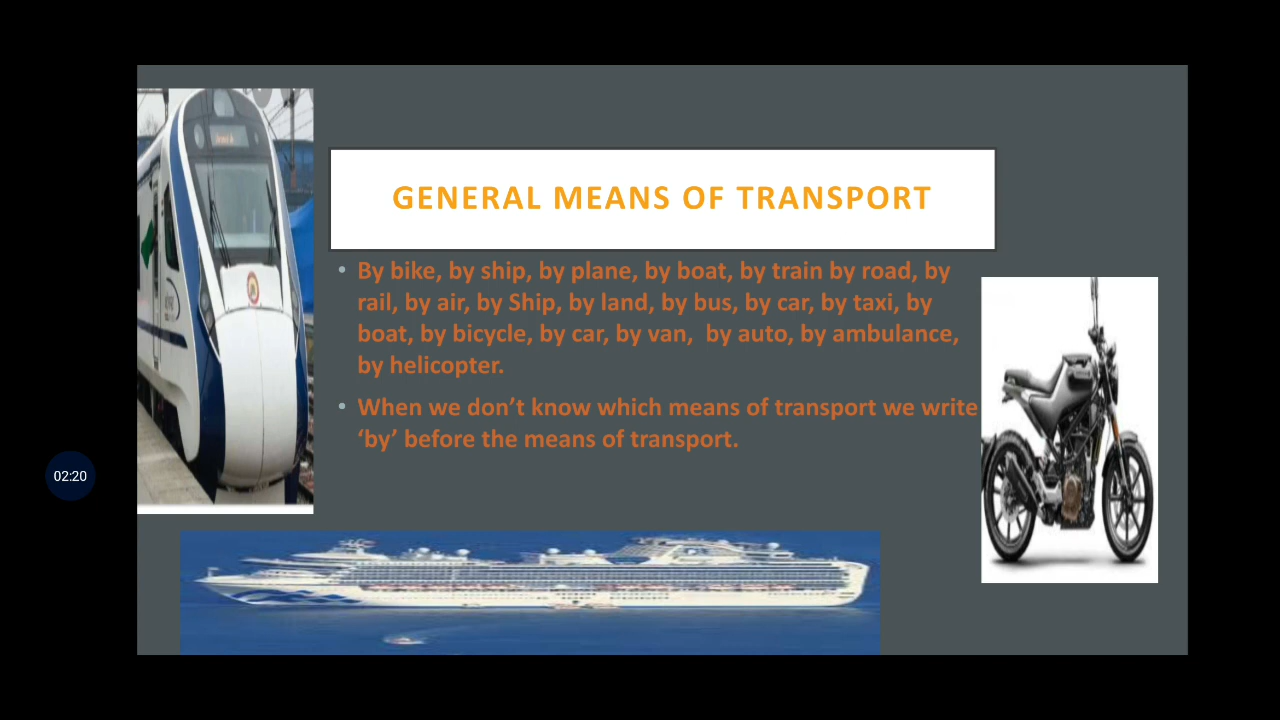 GENERAL MEANS OF TRANSPORT
• By bike, by ship, by plane, by boat, by train by road, by
rail, by air, by Ship, by land, by bus, by car, by taxi, by
boat, by bicycle, by car, by van,  by auto, by ambulance,
by helicopter.
• When we don’t know which means of transport we write
‘by’ before the means of transport.
02:20